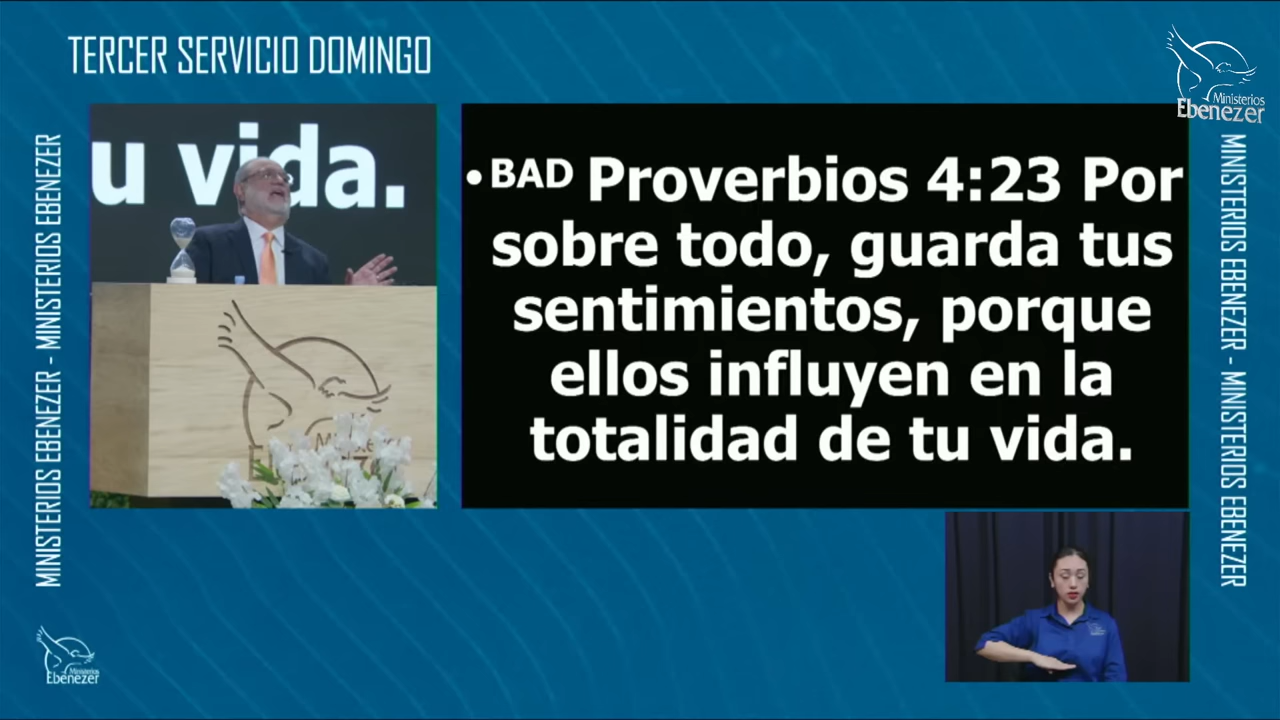 TERCER SERVICIO DOMINGO
Ministerios
Ebenezer
MINISTERIOS EBENEZER - MINISTERIOS EBENEZER
u vida.
• BAD Proverbios 4:23 Por
sobre todo, guarda tus
sentimientos, porque
ellos influyen en la
totalidad de tu vida.
MINISTERIOS EBENEZER - MINISTERIOS EBENEZER
Ministerios
Ebenezer